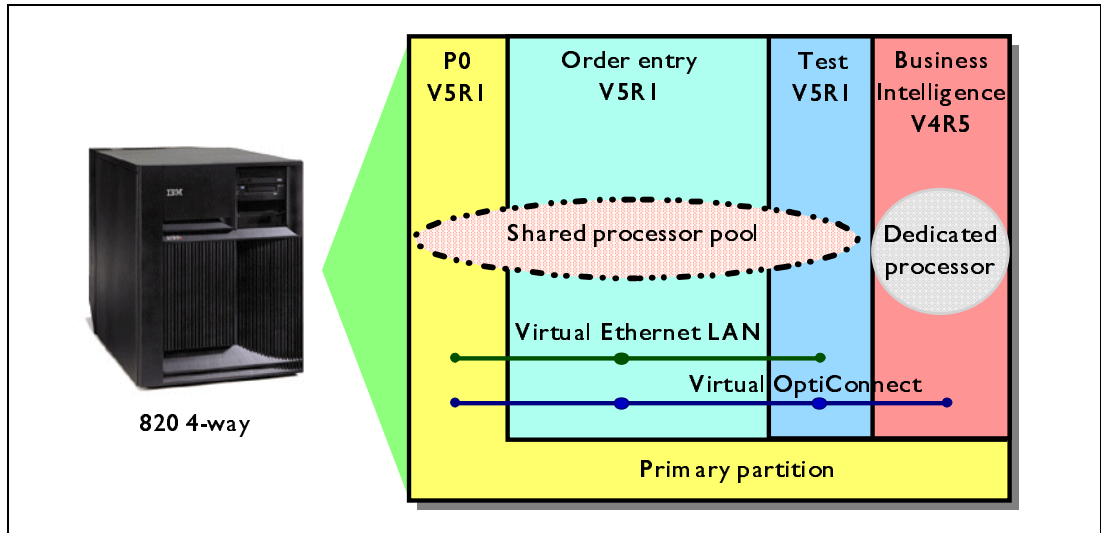 P0
V5R1
Order entry
V5R1
Test
V5R1
Business
Intelligence
V4R5
IBM
Shared processor pool
Dedicated
processor
Virtual Ethernet LAN
Virtual OptiConnect
820 4-way
Primary partition